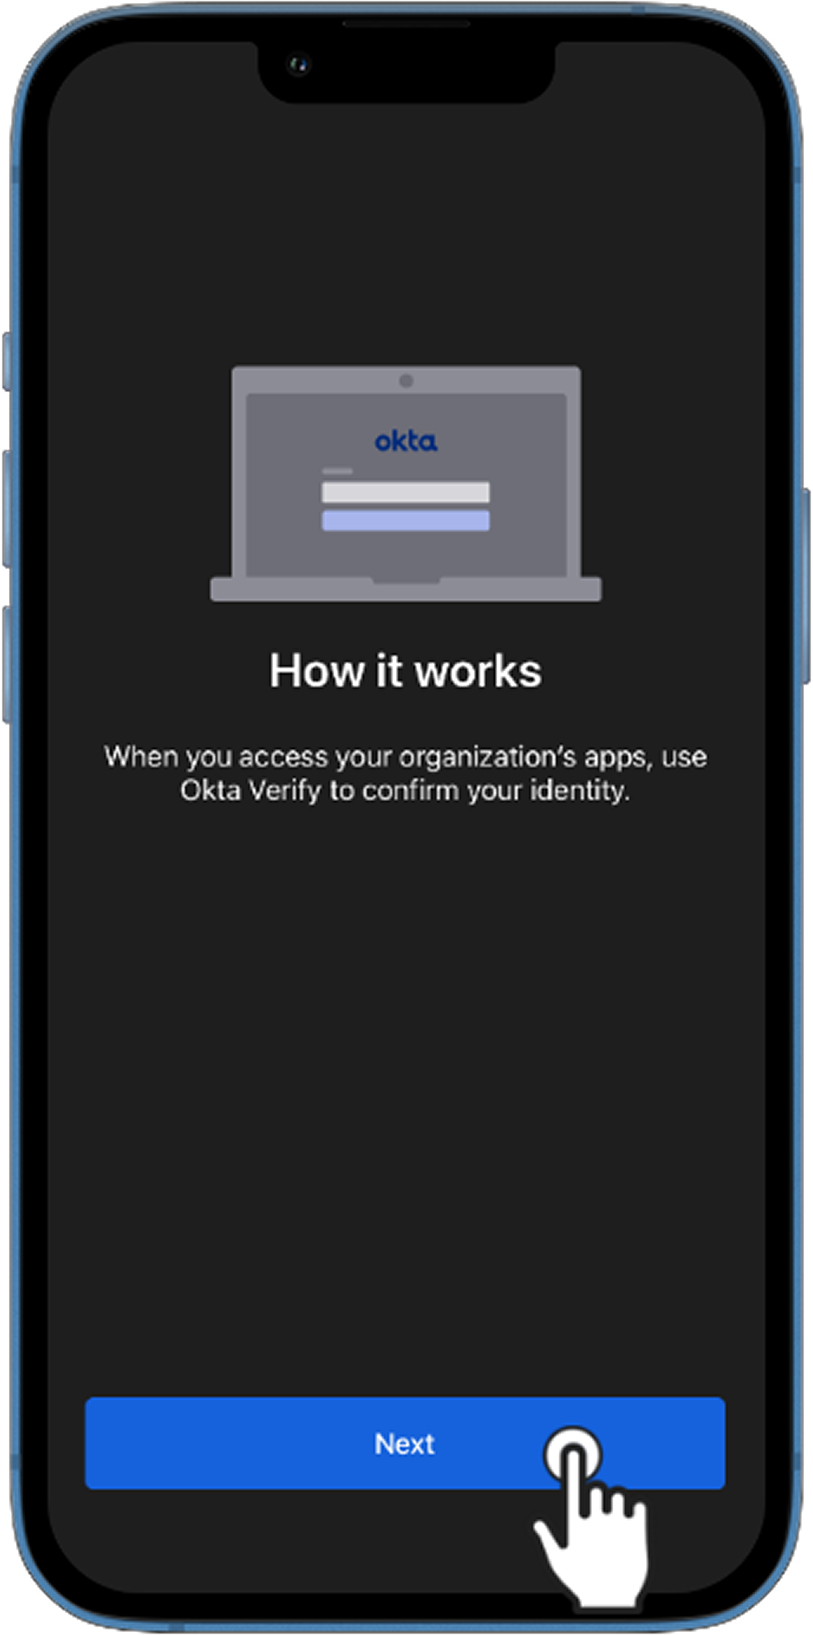 okta
How it works
When you access your organization's apps, use
Okta Verify to confirm your identity.
Next